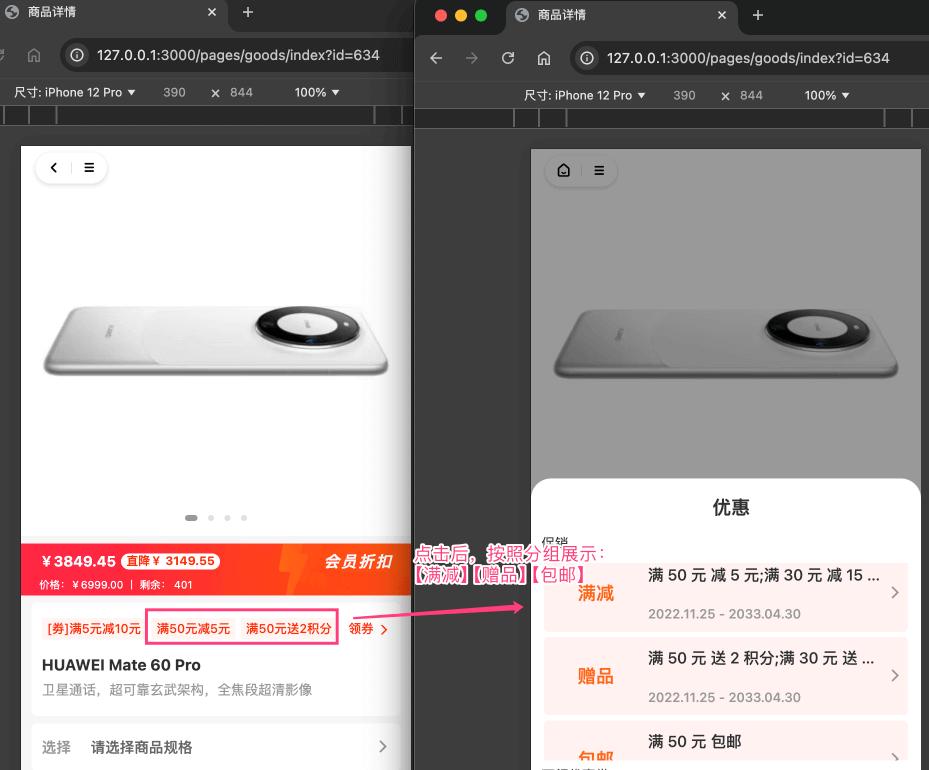 商品详情
127.0.0.1:3000/pages/goods/index?id=634
尺寸: iPhone 12 Pro ▼ 390 × 844 100% ▼
¥3849.45 直降¥ 3149.55 会员折扣
价格: ¥6999.00 | 剩余: 401
[券]满5元减10元 满50元减5元 满50元送2积分 领券
HUAWEI Mate 60 Pro
卫星通话，超可靠玄武架构，全焦段超清影像
选择 请选择商品规格
商品详情
127.0.0.1:3000/pages/goods/index?id=634
尺寸: iPhone 12 Pro ▼ 390 × 844 100% ▼
优惠
促销
点击后，按照分组展示:
【满减】【赠品】【包邮】
满减
满 50 元 减 5 元;满 30 元 减 15 ...
2022.11.25 - 2033.04.30
赠品
满 50 元 送 2 积分;满 30 元 送 ...
2022.11.25 - 2033.04.30
包邮
满 50 元 包邮